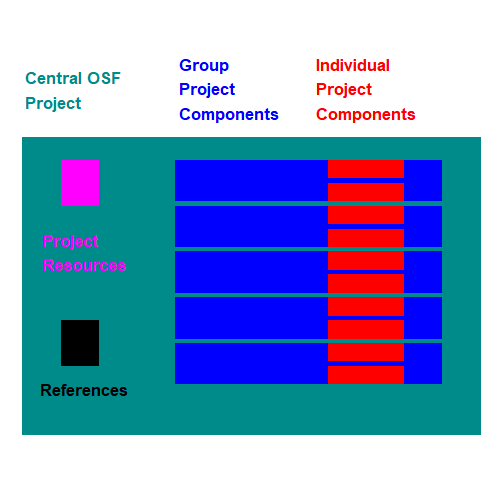 Central OSF
Project
Group
Project
Components
Individual
Project
Components
Project
Resources
References